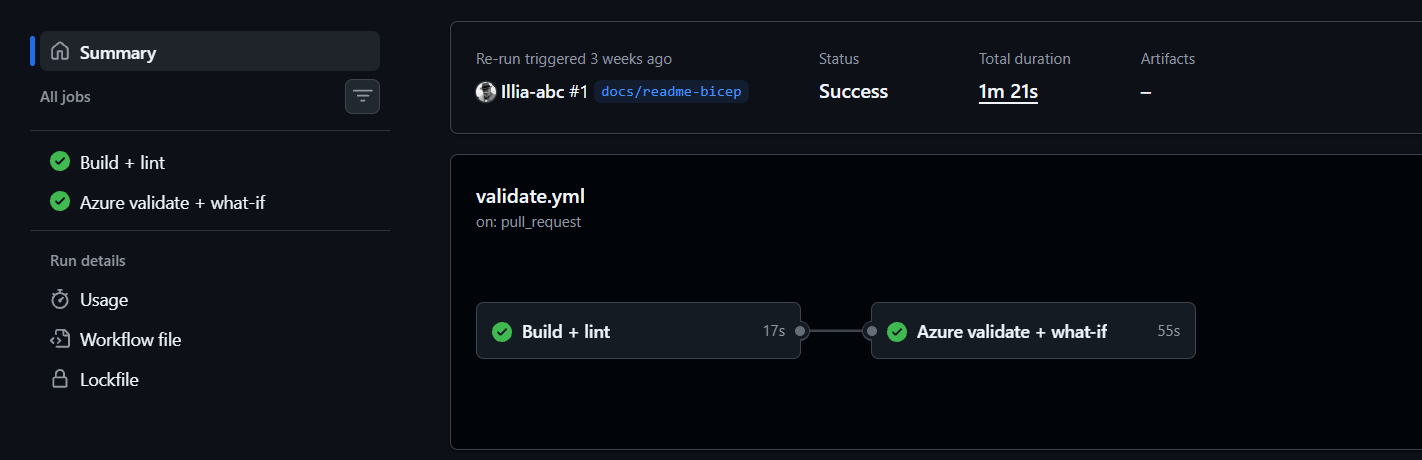 Summary
All jobs
Build + lint
Azure validate + what-if
Run details
Usage
Workflow file
Lockfile
Re-run triggered 3 weeks ago
Illia-abc #1 docs/readme-bicep
Status
Success
Total duration
1m 21s
Artifacts
–
validate.yml
on: pull_request
Build + lint 17s
Azure validate + what-if 55s